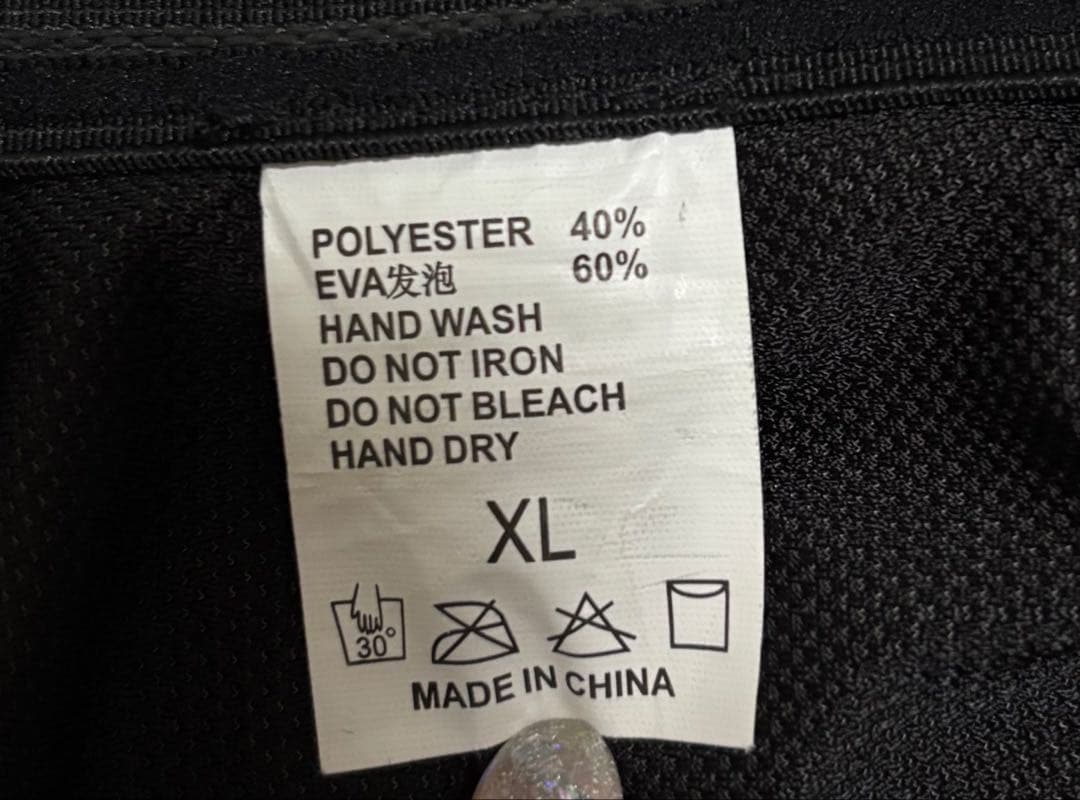 POLYESTER 40%
EVA发泡 60%
HAND WASH
DO NOT IRON
DO NOT BLEACH
HAND DRY
XL
30°
MADE IN CHINA